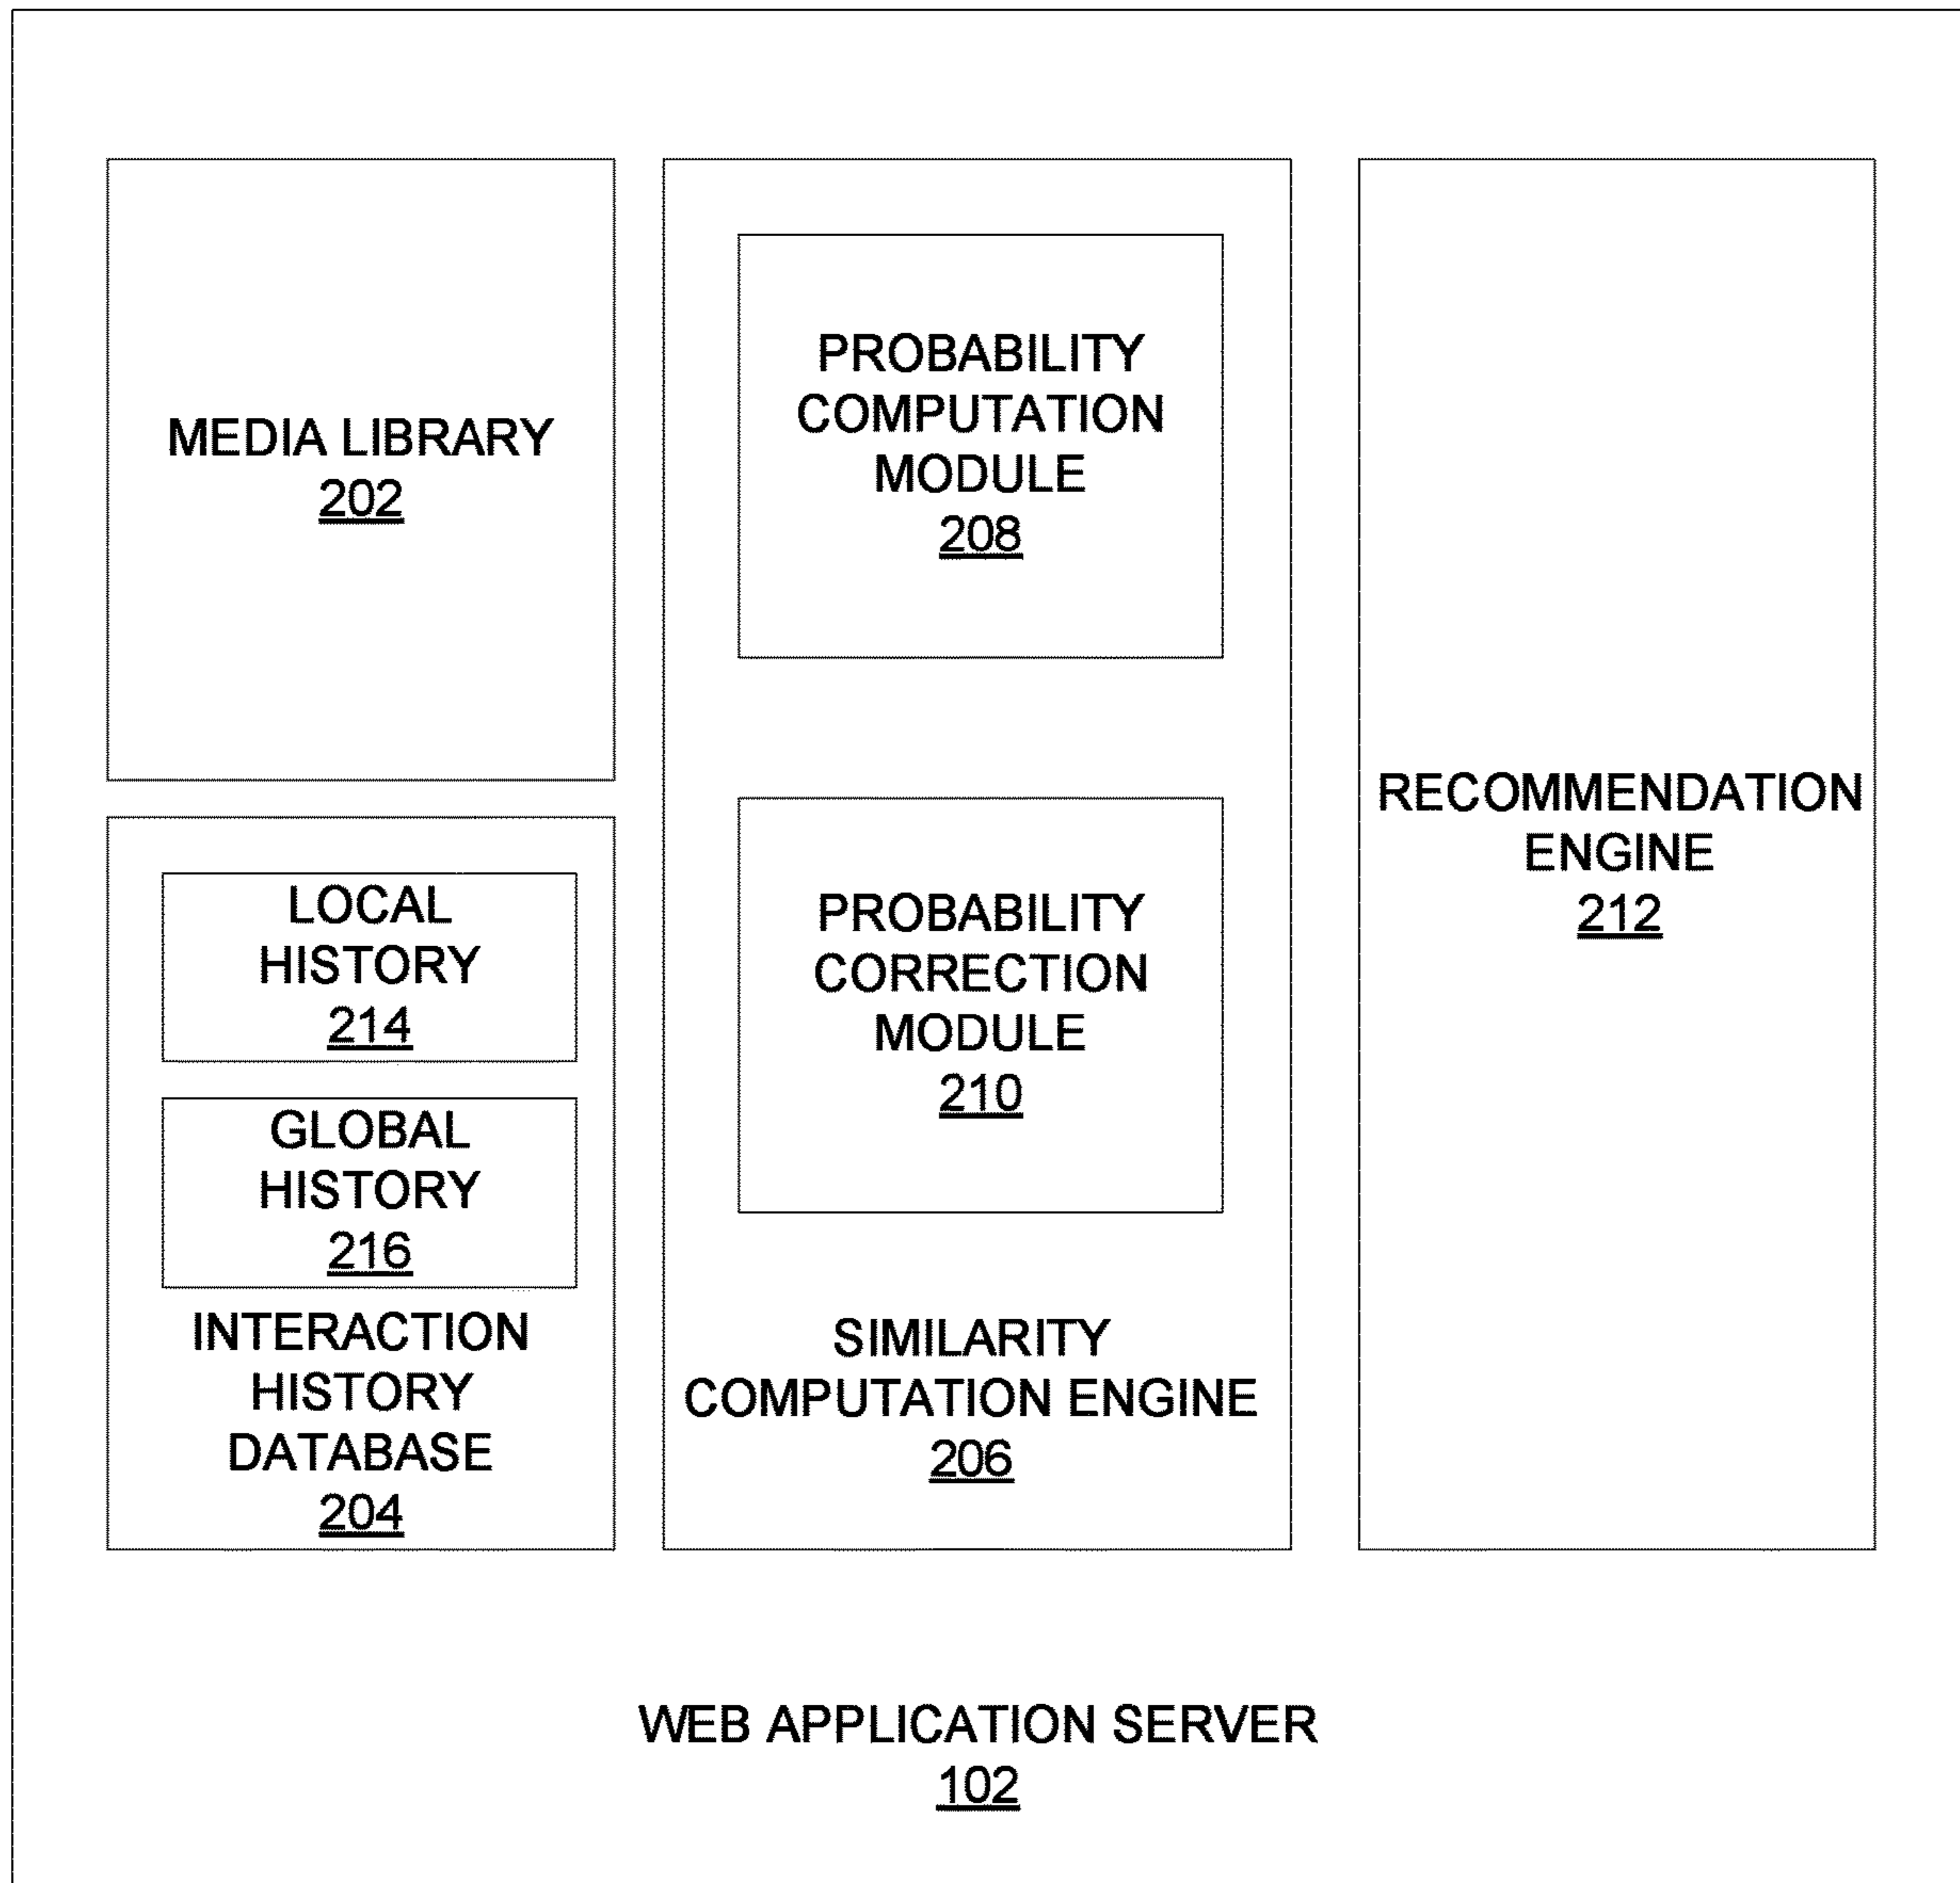 MEDIA LIBRARY
202
LOCAL
HISTORY
214
GLOBAL
HISTORY
216
INTERACTION
HISTORY
DATABASE
204
PROBABILITY
COMPUTATION
MODULE
208
PROBABILITY
CORRECTION
MODULE
210
SIMILARITY
COMPUTATION ENGINE
206
RECOMMENDATION
ENGINE
212
WEB APPLICATION SERVER
102